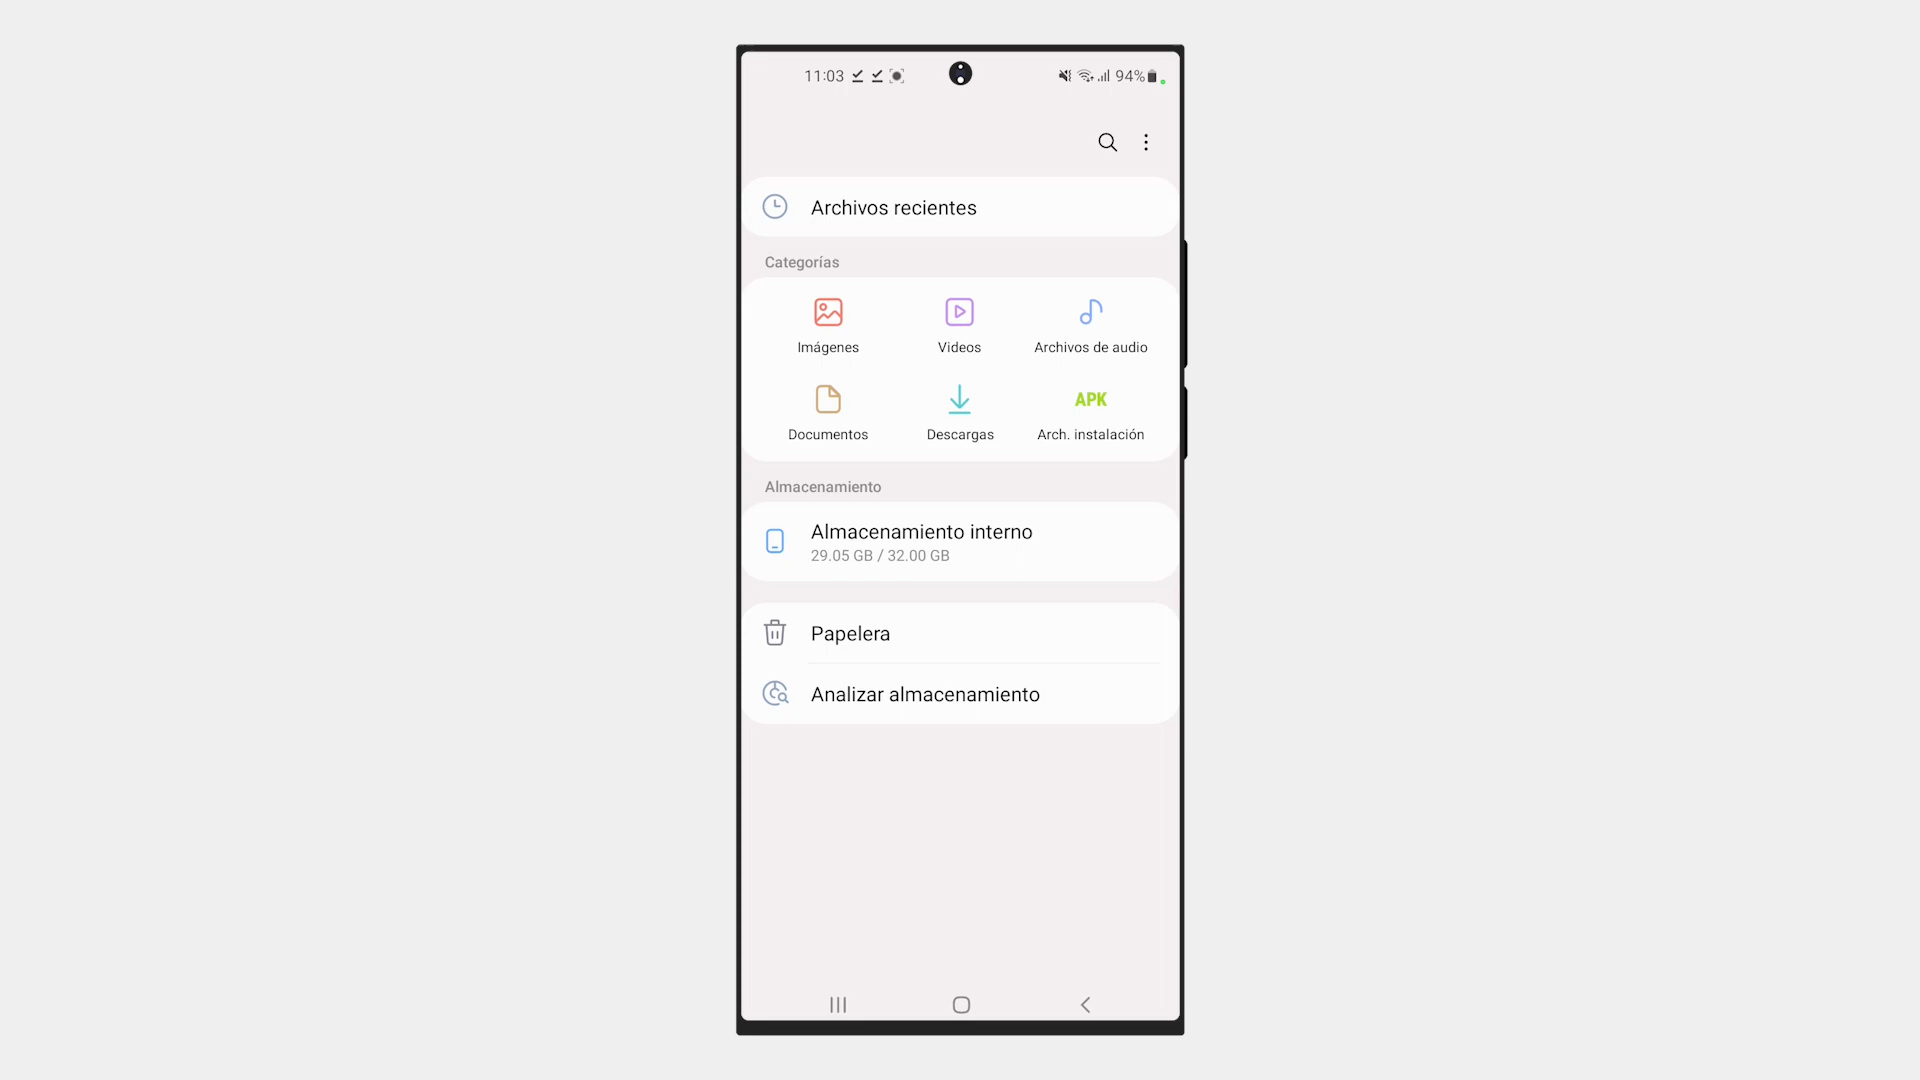 11:03
94%
Archivos recientes
Categorías
Imágenes
Videos
Archivos de audio
Documentos
Descargas
APK
Arch. instalación
Almacenamiento
Almacenamiento interno
29.05 GB / 32.00 GB
Papelera
Analizar almacenamiento